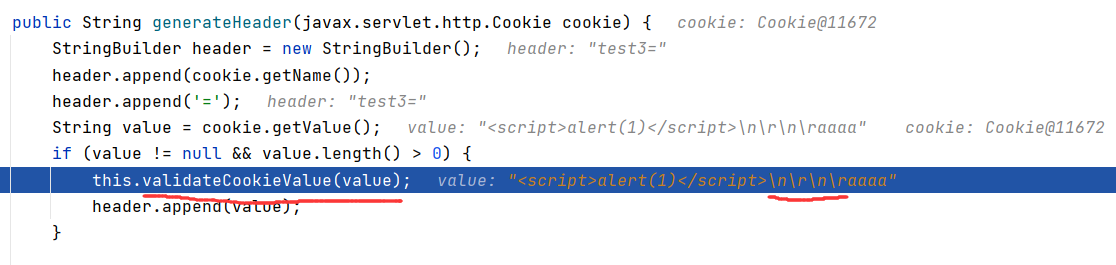 public String generateHeader(javax.servlet.http.Cookie cookie) {   cookie: Cookie@11672
    StringBuilder header = new StringBuilder();   header: "test3="
    header.append(cookie.getName());
    header.append('=');   header: "test3="
    String value = cookie.getValue();   value: "<script>alert(1)</script>\n\r\n\raaaa"    cookie: Cookie@11672
    if (value != null && value.length() > 0) {
        this.validateCookieValue(value);   value: "<script>alert(1)</script>\n\r\n\raaaa"
        header.append(value);
    }